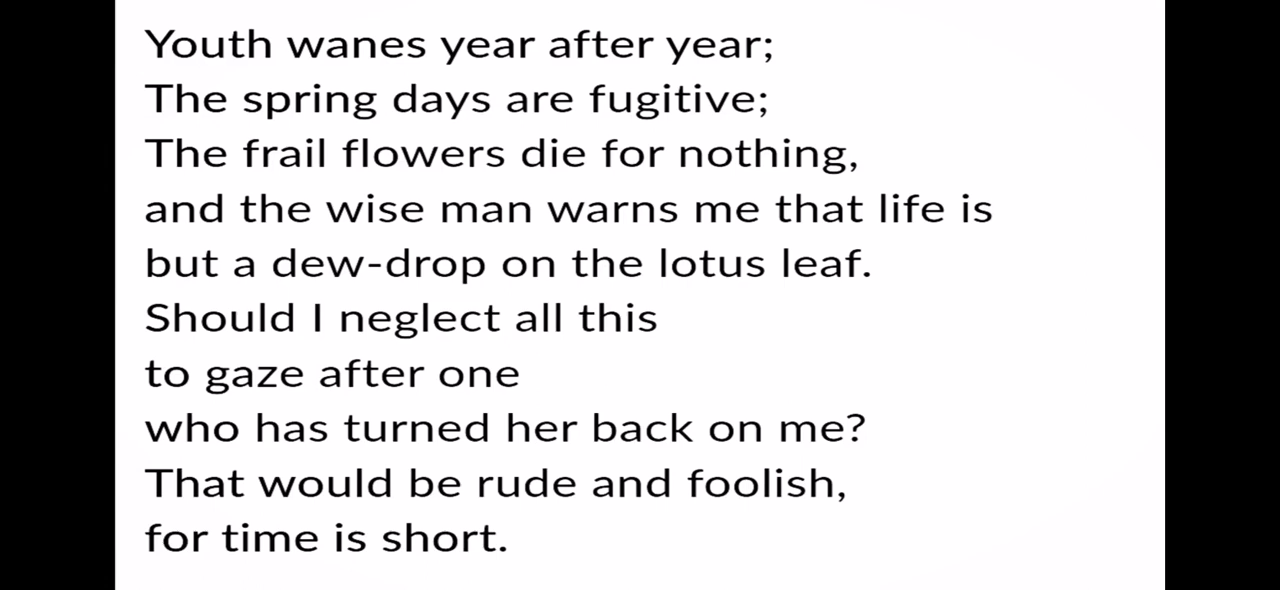 Youth wanes year after year;
The spring days are fugitive;
The frail flowers die for nothing,
and the wise man warns me that life is
but a dew-drop on the lotus leaf.
Should I neglect all this
to gaze after one
who has turned her back on me?
That would be rude and foolish,
for time is short.